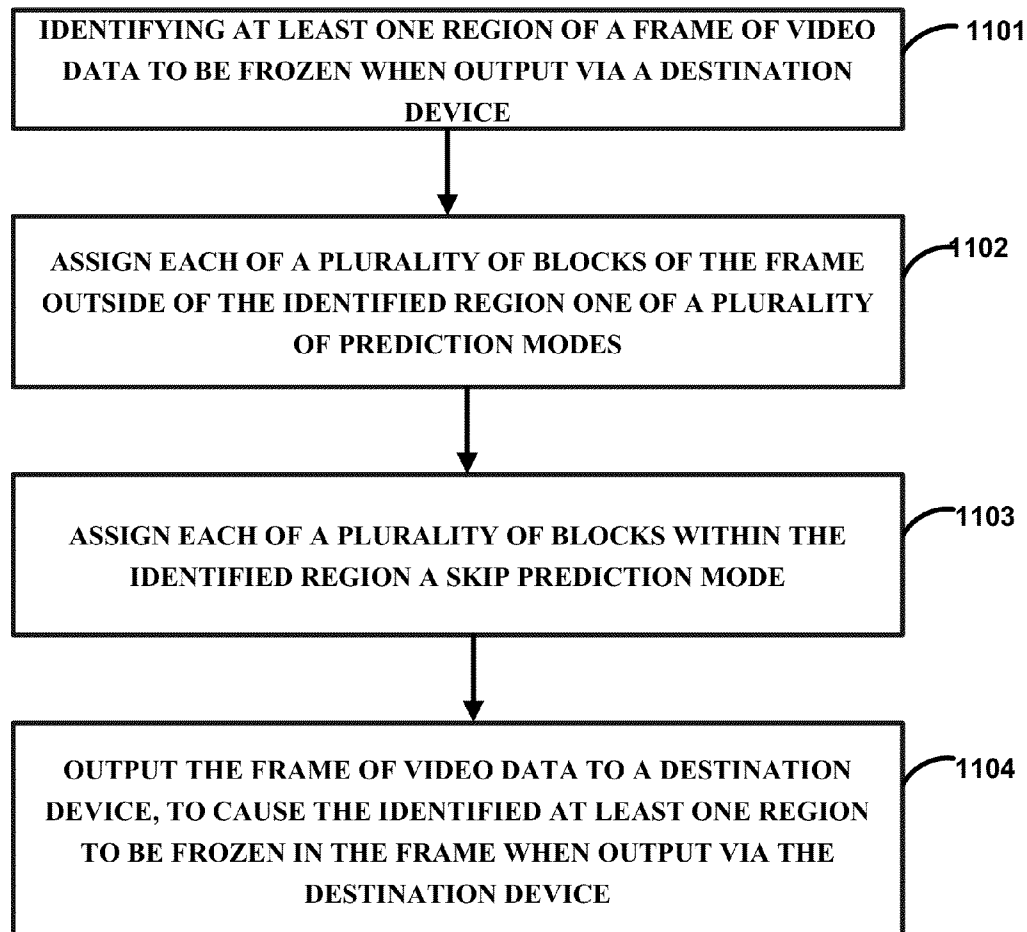 IDENTIFYING AT LEAST ONE REGION OF A FRAME OF VIDEO
DATA TO BE FROZEN WHEN OUTPUT VIA A DESTINATION
DEVICE
1101
ASSIGN EACH OF A PLURALITY OF BLOCKS OF THE FRAME
OUTSIDE OF THE IDENTIFIED REGION ONE OF A PLURALITY
OF PREDICTION MODES
1102
ASSIGN EACH OF A PLURALITY OF BLOCKS WITHIN THE
IDENTIFIED REGION A SKIP PREDICTION MODE
1103
OUTPUT THE FRAME OF VIDEO DATA TO A DESTINATION
DEVICE, TO CAUSE THE IDENTIFIED AT LEAST ONE REGION
TO BE FROZEN IN THE FRAME WHEN OUTPUT VIA THE
DESTINATION DEVICE
1104